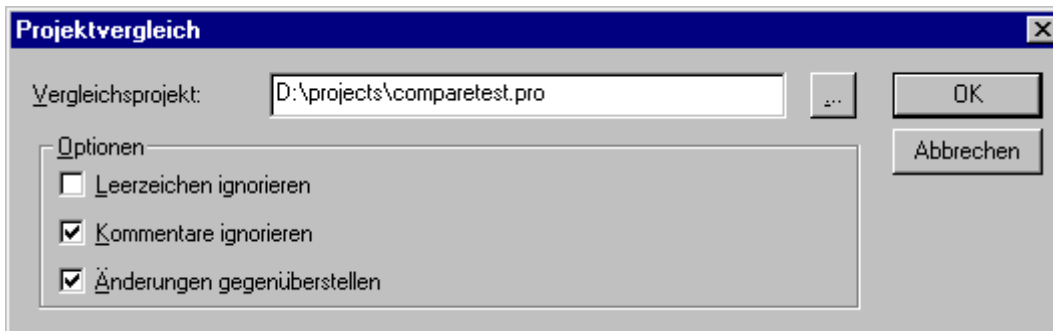 Projektvergleich
Vergleichsprojekt: D:\projects\comparetest.pro ... OK
Optionen Abbrechen
Leerzeichen ignorieren
Kommentare ignorieren
Änderungen gegenüberstellen